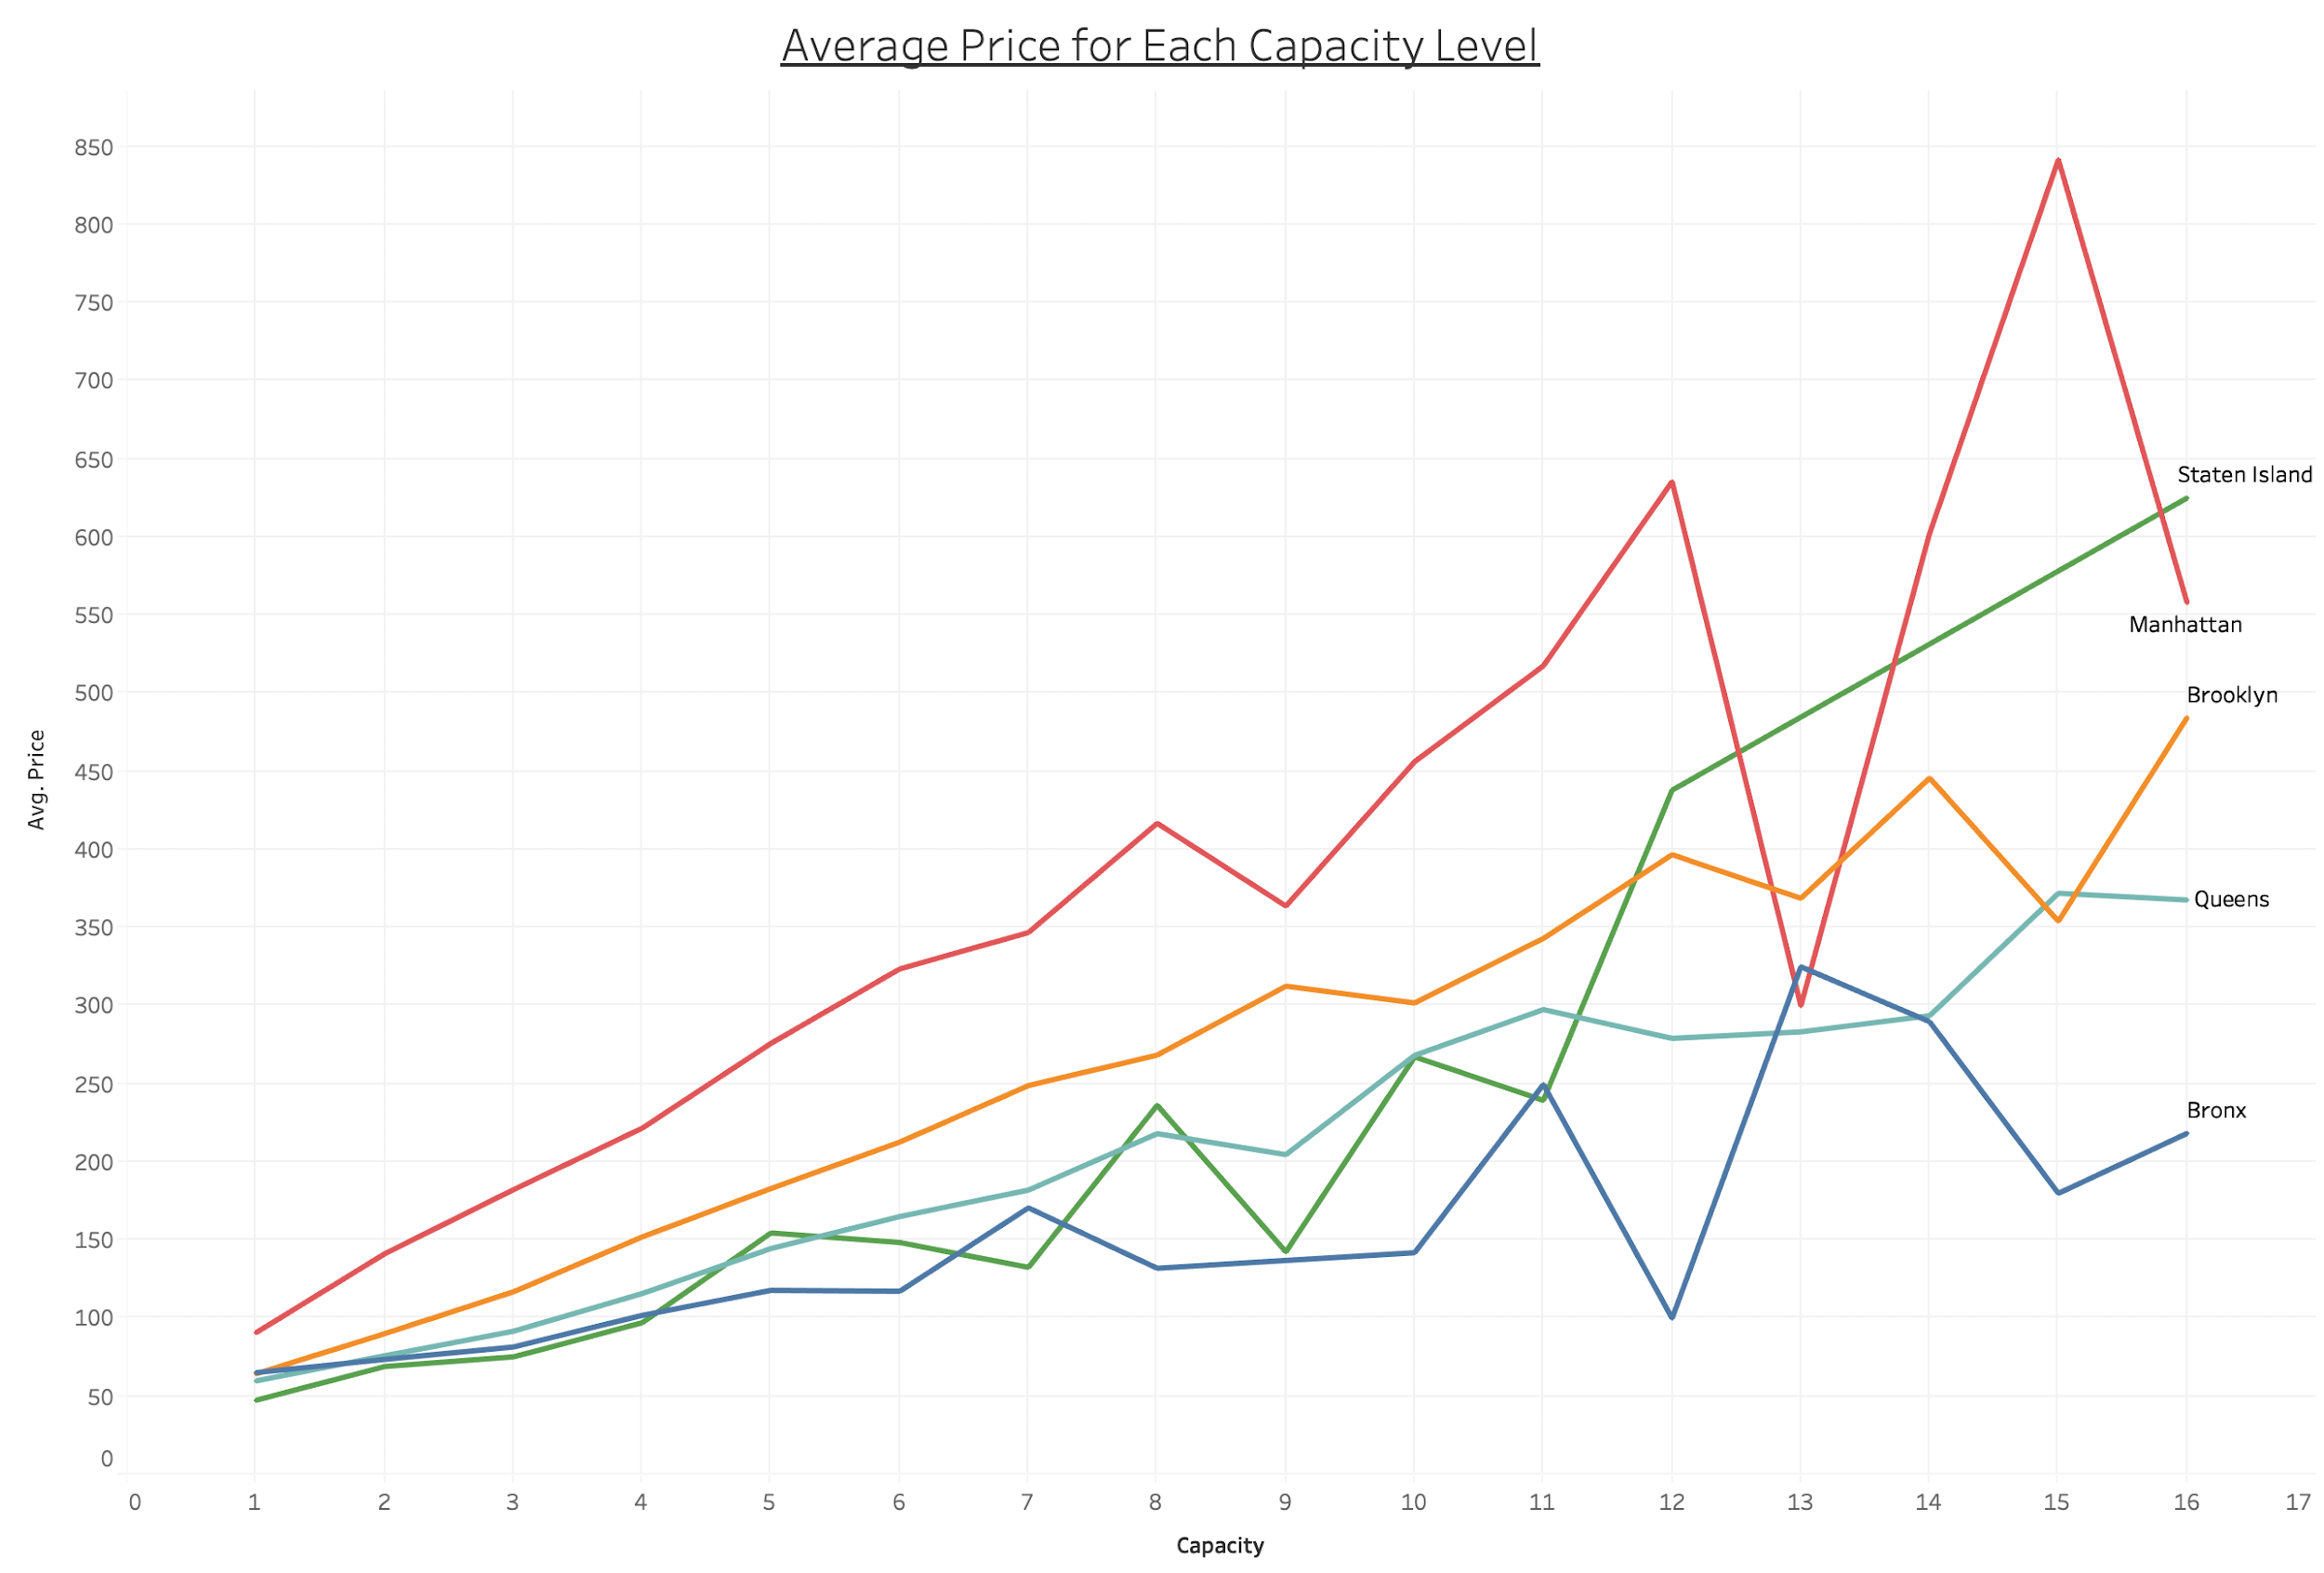 Average Price for Each Capacity Level
850
800
750
700
650
600
550
500
450
400
350
300
250
200
150
100
50
0
Avg. Price
Staten Island
Manhattan
Brooklyn
Queens
Bronx
0 1 2 3 4 5 6 7 8 9 10 11 12 13 14 15 16 17
Capacity